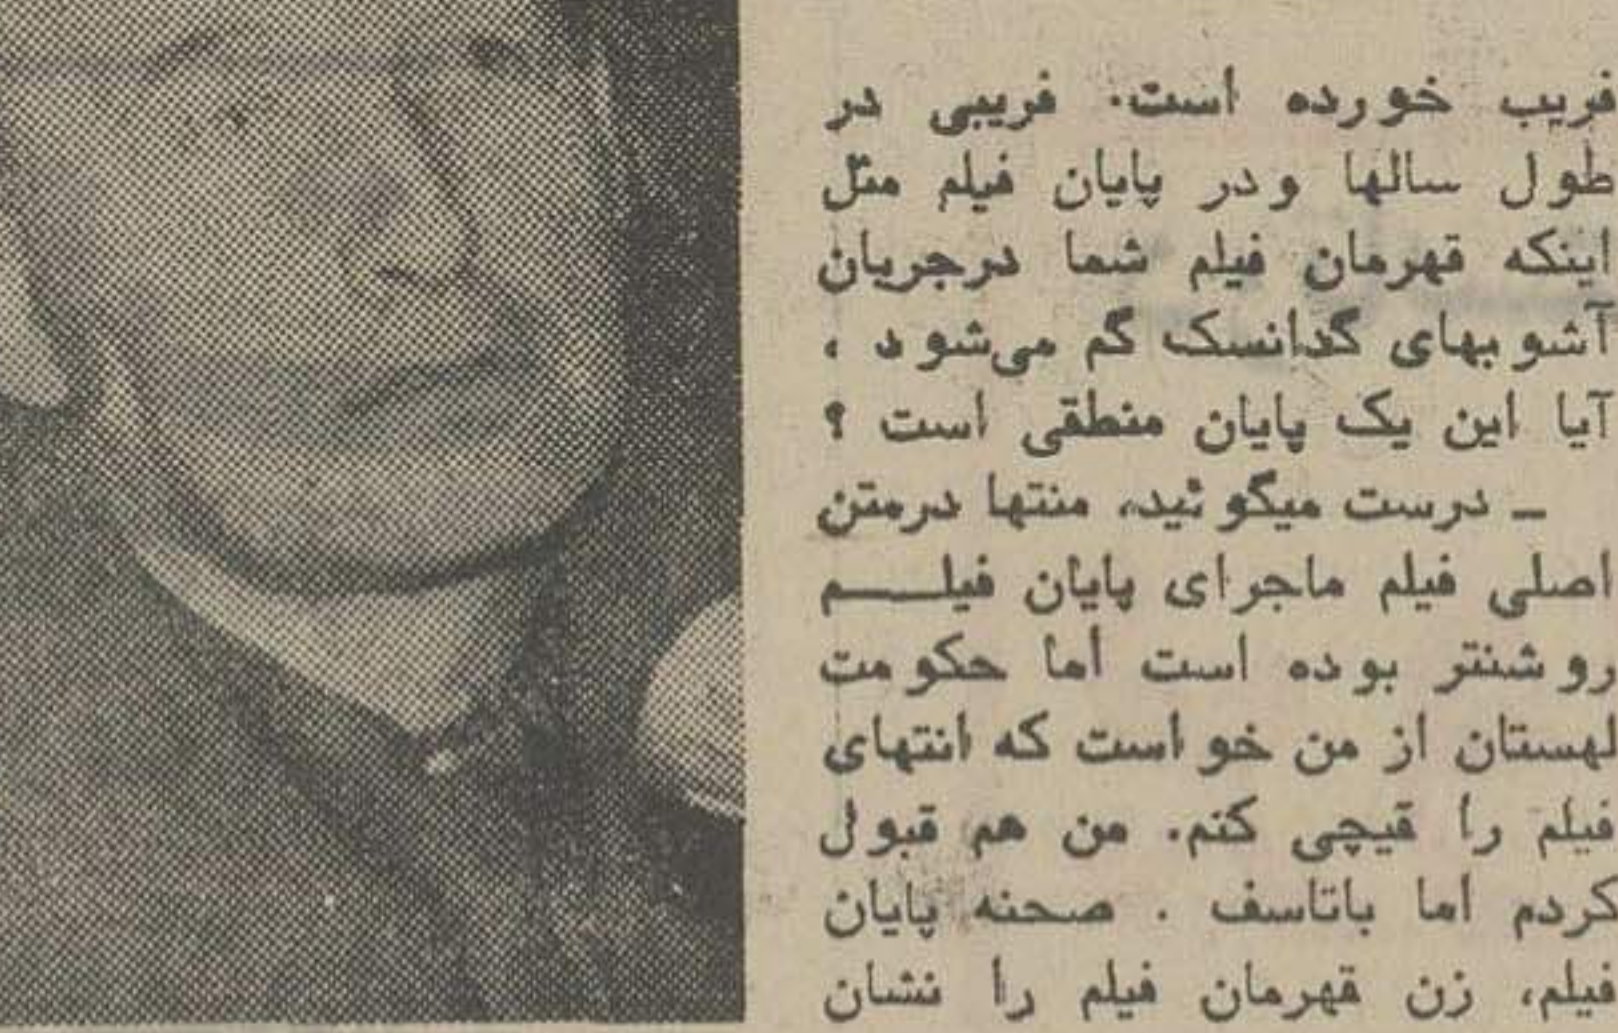 فریب خورده است. فریبی در
طول سالها ودر پایان فیلم مثل
اینکه قهرمان فیلم شما درجریان
آشوبهای گدانسک گم می‌شود ،
آیا این یک پایان منطقی است ؟
ـ درست میگوئید، منتها درمتن
اصلی فیلم ماجرای پایان فیلـــم
روشنتر بوده است اما حکومت
لهستان از من خواست که انتهای
فیلم را قیچی کنم. من هم قبول
کردم اما باتاسف . صحنه پایان
فیلم، زن قهرمان فیلم را نشان